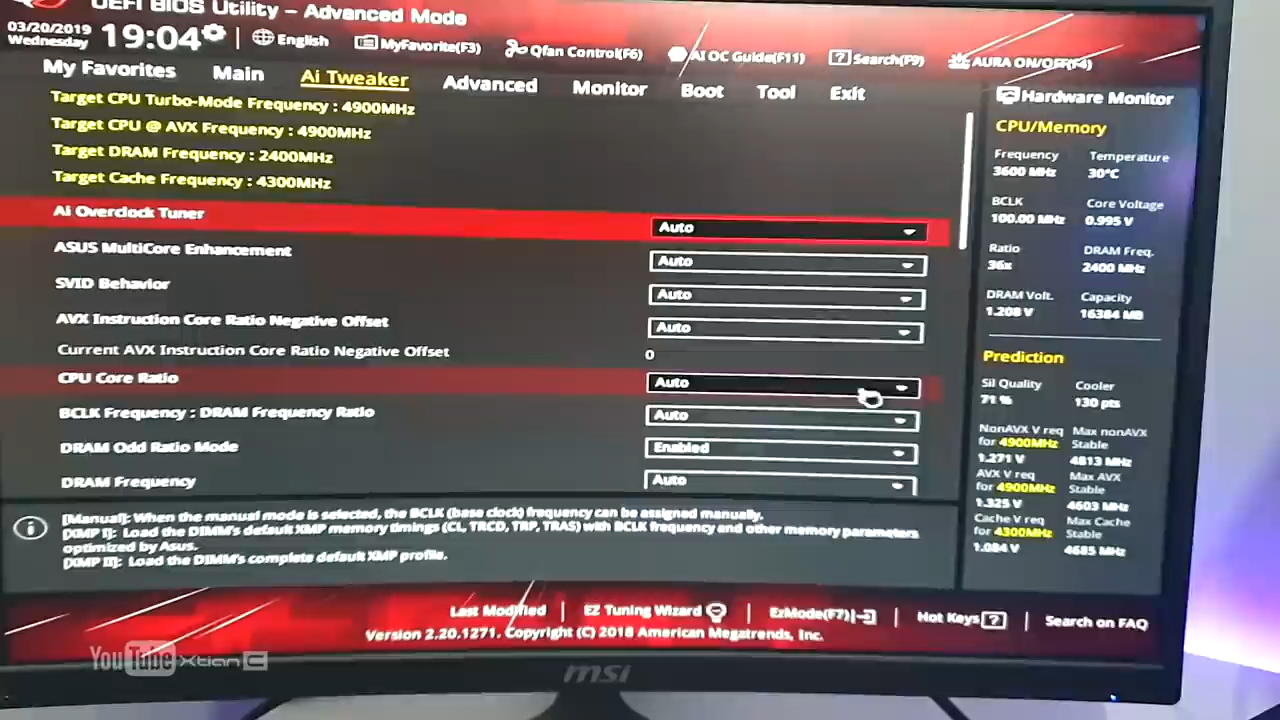 UEFI BIOS Utility – Advanced Mode
03/20/2019
Wednesday
19:04
English
MyFavorite(F3)
Qfan Control(F6)
AI OC Guide(F11)
Search(F9)
AURA ON/OFF(F4)
My Favorites
Main
Ai Tweaker
Advanced
Monitor
Boot
Tool
Exit
Target CPU Turbo-Mode Frequency : 4900MHz
Target CPU @ AVX Frequency : 4900MHz
Target DRAM Frequency : 2400MHz
Target Cache Frequency : 4300MHz
Ai Overclock Tuner
Auto
ASUS MultiCore Enhancement
Auto
SVID Behavior
Auto
AVX Instruction Core Ratio Negative Offset
Auto
Current AVX Instruction Core Ratio Negative Offset
0
CPU Core Ratio
Auto
BCLK Frequency : DRAM Frequency Ratio
Auto
DRAM Odd Ratio Mode
Enabled
DRAM Frequency
Auto
[Manual]: When the manual mode is selected, the BCLK (base clock) frequency can be assigned manually.
[XMP I]: Load the DIMM's default XMP memory timings (CL, TRCD, TRP, TRAS) with BCLK frequency and other memory parameters
optimized by Asus.
[XMP II]: Load the DIMM's complete default XMP profile.
Hardware Monitor
CPU/Memory
Frequency
Temperature
3600 MHz
30°C
BCLK
Core Voltage
100.00 MHz
0.995 V
Ratio
DRAM Freq.
36x
2400 MHz
DRAM Volt.
Capacity
1.208 V
16384 MB
Prediction
Sil Quality
Cooler
71 %
130 pts
NonAVX V req
Max nonAVX
for 4900MHz
Stable
1.271 V
4813 MHz
AVX V req
Max AVX
for 4900MHz
Stable
1.325 V
4603 MHz
Cache V req
Max Cache
for 4300MHz
Stable
1.084 V
4685 MHz
Last Modified
EZ Tuning Wizard
EzMode(F7)
Hot Keys ?
Search on FAQ
Version 2.20.1271. Copyright (C) 2018 American Megatrends, Inc.
YouTube Xtian C
msi